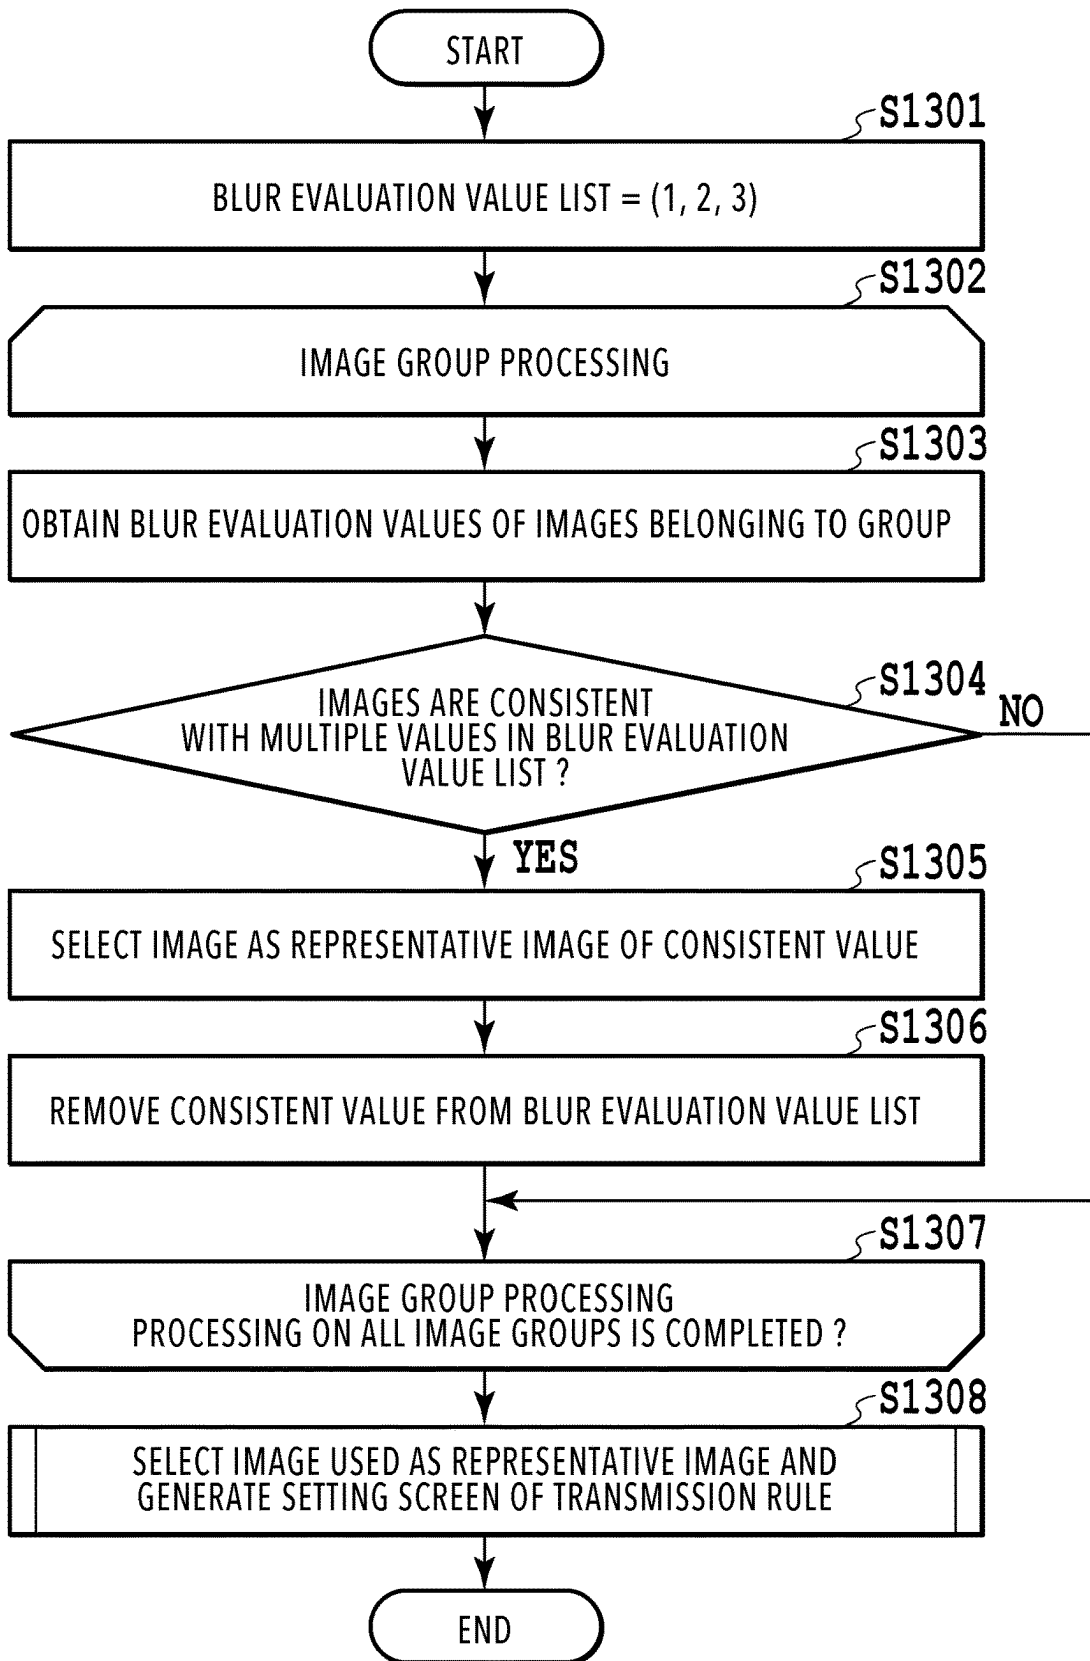 START
S1301
BLUR EVALUATION VALUE LIST = (1, 2, 3)
S1302
IMAGE GROUP PROCESSING
S1303
OBTAIN BLUR EVALUATION VALUES OF IMAGES BELONGING TO GROUP
S1304
IMAGES ARE CONSISTENT
WITH MULTIPLE VALUES IN BLUR EVALUATION
VALUE LIST ?
NO
YES
S1305
SELECT IMAGE AS REPRESENTATIVE IMAGE OF CONSISTENT VALUE
S1306
REMOVE CONSISTENT VALUE FROM BLUR EVALUATION VALUE LIST
S1307
IMAGE GROUP PROCESSING
PROCESSING ON ALL IMAGE GROUPS IS COMPLETED ?
S1308
SELECT IMAGE USED AS REPRESENTATIVE IMAGE AND
GENERATE SETTING SCREEN OF TRANSMISSION RULE
END